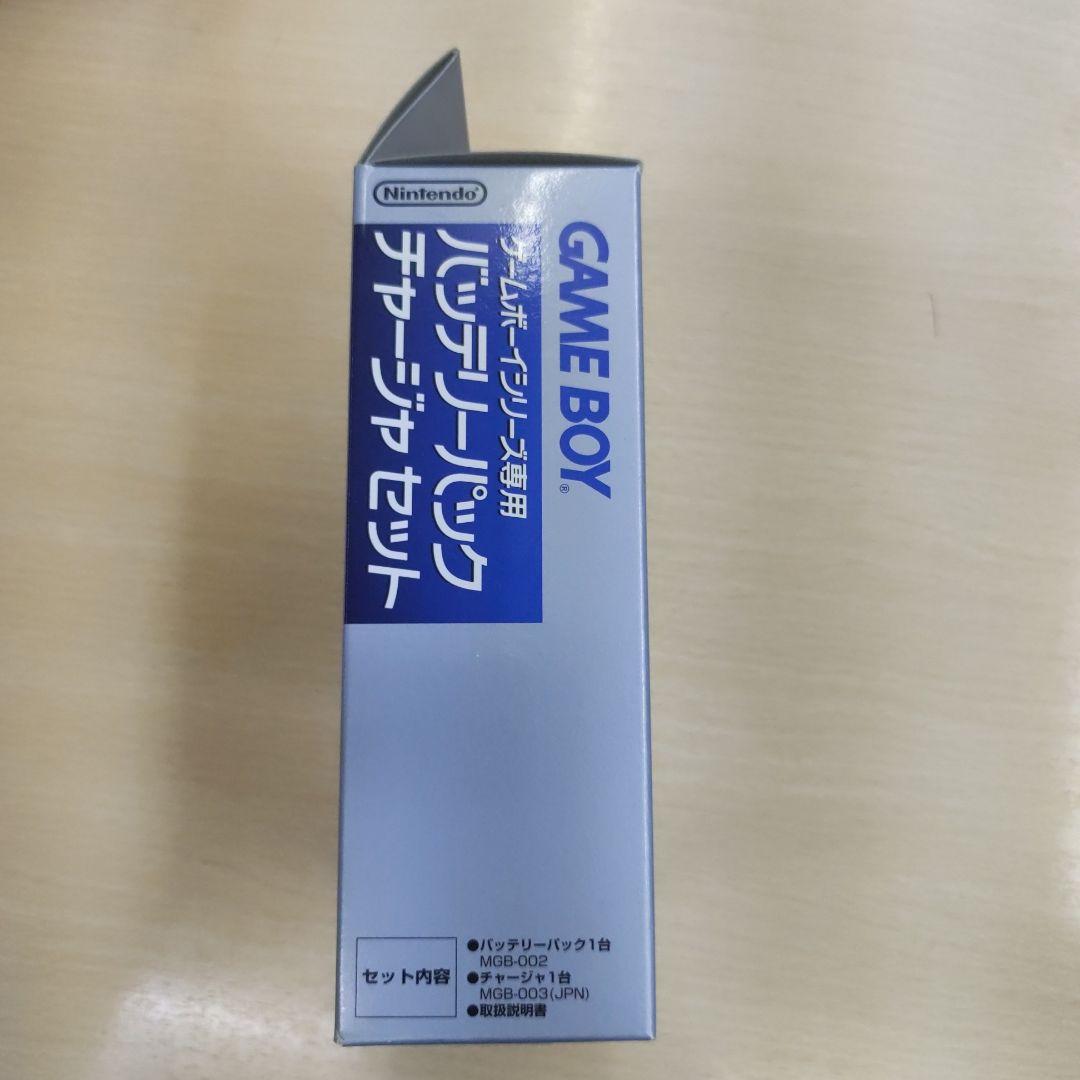 Nintendo®
GAME BOY®
ゲームボーイシリーズ専用
バッテリーパック
チャージャ セット
セット内容
●バッテリーパック1台
MGB-002
●チャージャ1台
MGB-003(JPN)
●取扱説明書